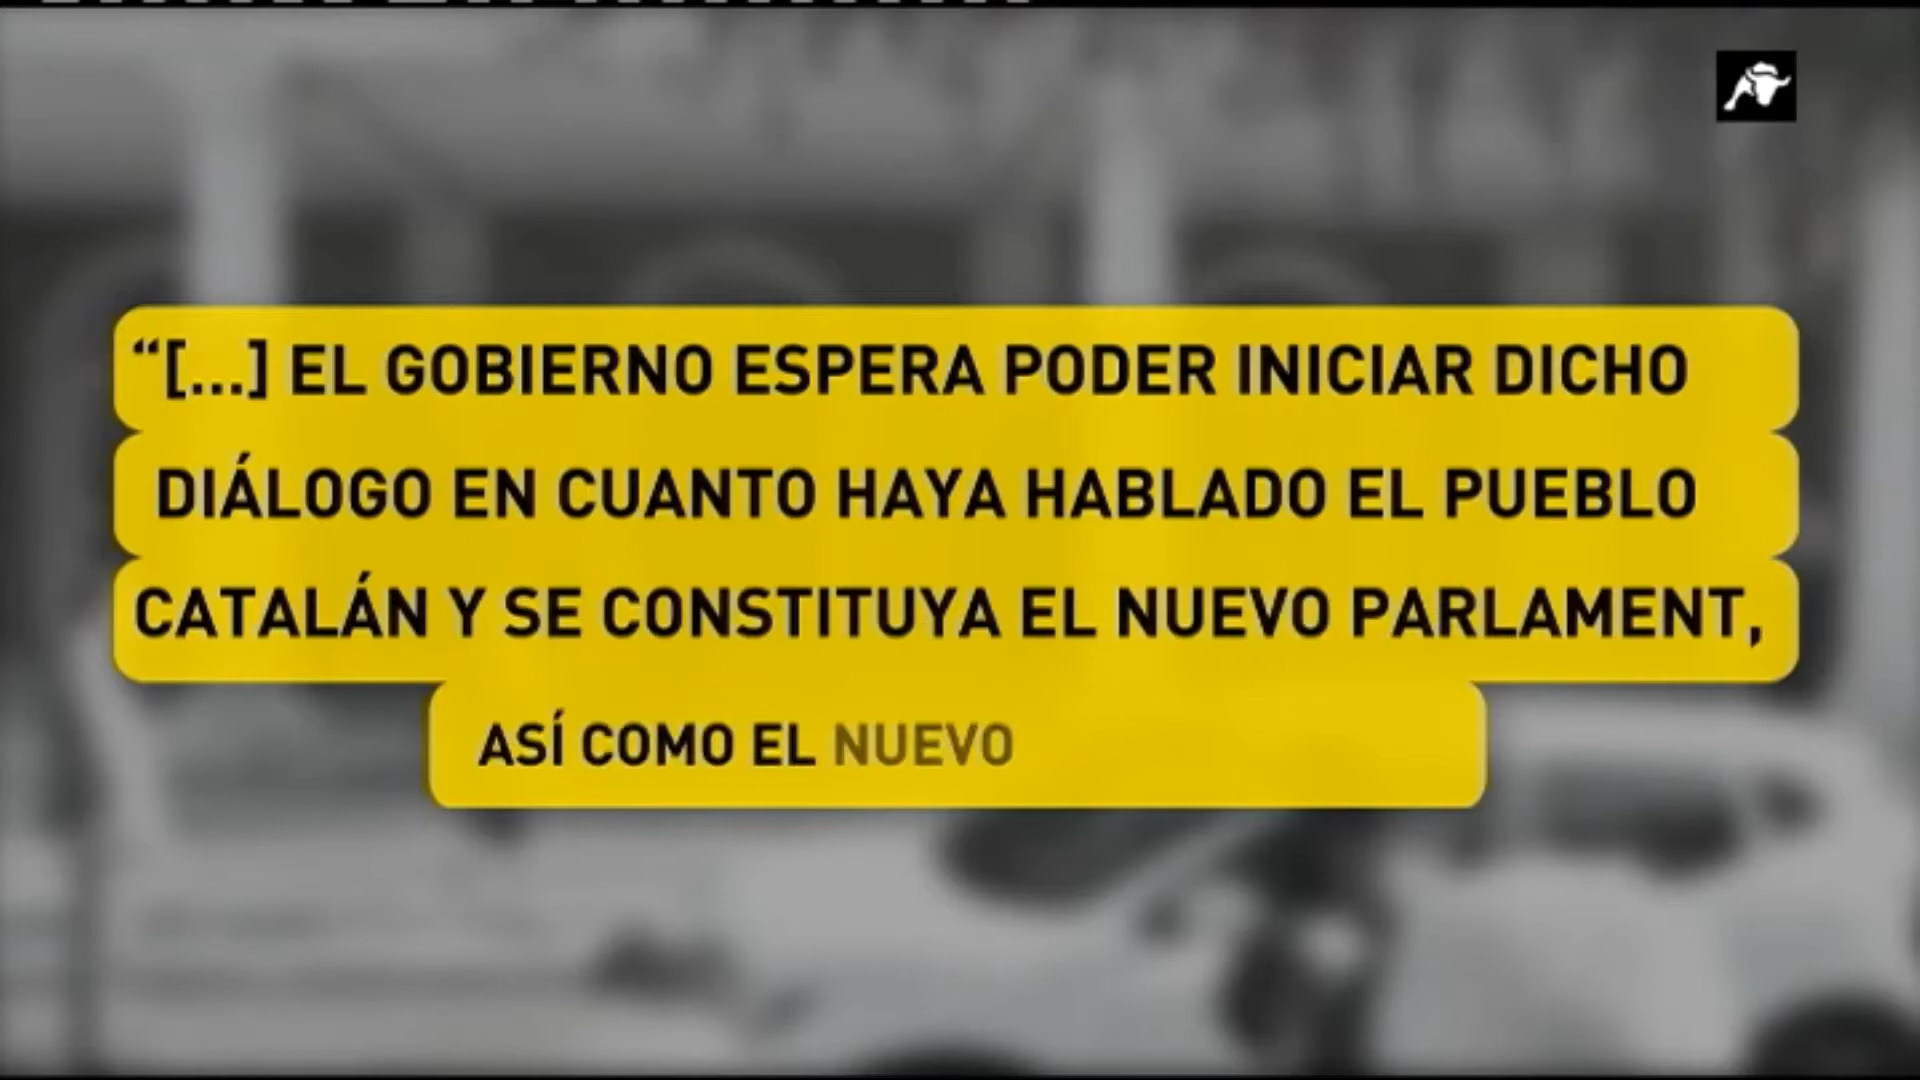 “[...] EL GOBIERNO ESPERA PODER INICIAR DICHO
DIÁLOGO EN CUANTO HAYA HABLADO EL PUEBLO
CATALÁN Y SE CONSTITUYA EL NUEVO PARLAMENT,
ASÍ COMO EL NUEVO